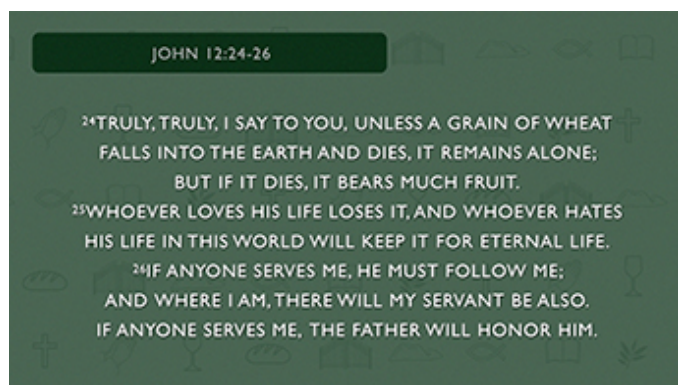 JOHN 12:24-26
²⁴TRULY, TRULY, I SAY TO YOU, UNLESS A GRAIN OF WHEAT
FALLS INTO THE EARTH AND DIES, IT REMAINS ALONE;
BUT IF IT DIES, IT BEARS MUCH FRUIT.
²⁵WHOEVER LOVES HIS LIFE LOSES IT, AND WHOEVER HATES
HIS LIFE IN THIS WORLD WILL KEEP IT FOR ETERNAL LIFE.
²⁶IF ANYONE SERVES ME, HE MUST FOLLOW ME;
AND WHERE I AM, THERE WILL MY SERVANT BE ALSO.
IF ANYONE SERVES ME, THE FATHER WILL HONOR HIM.